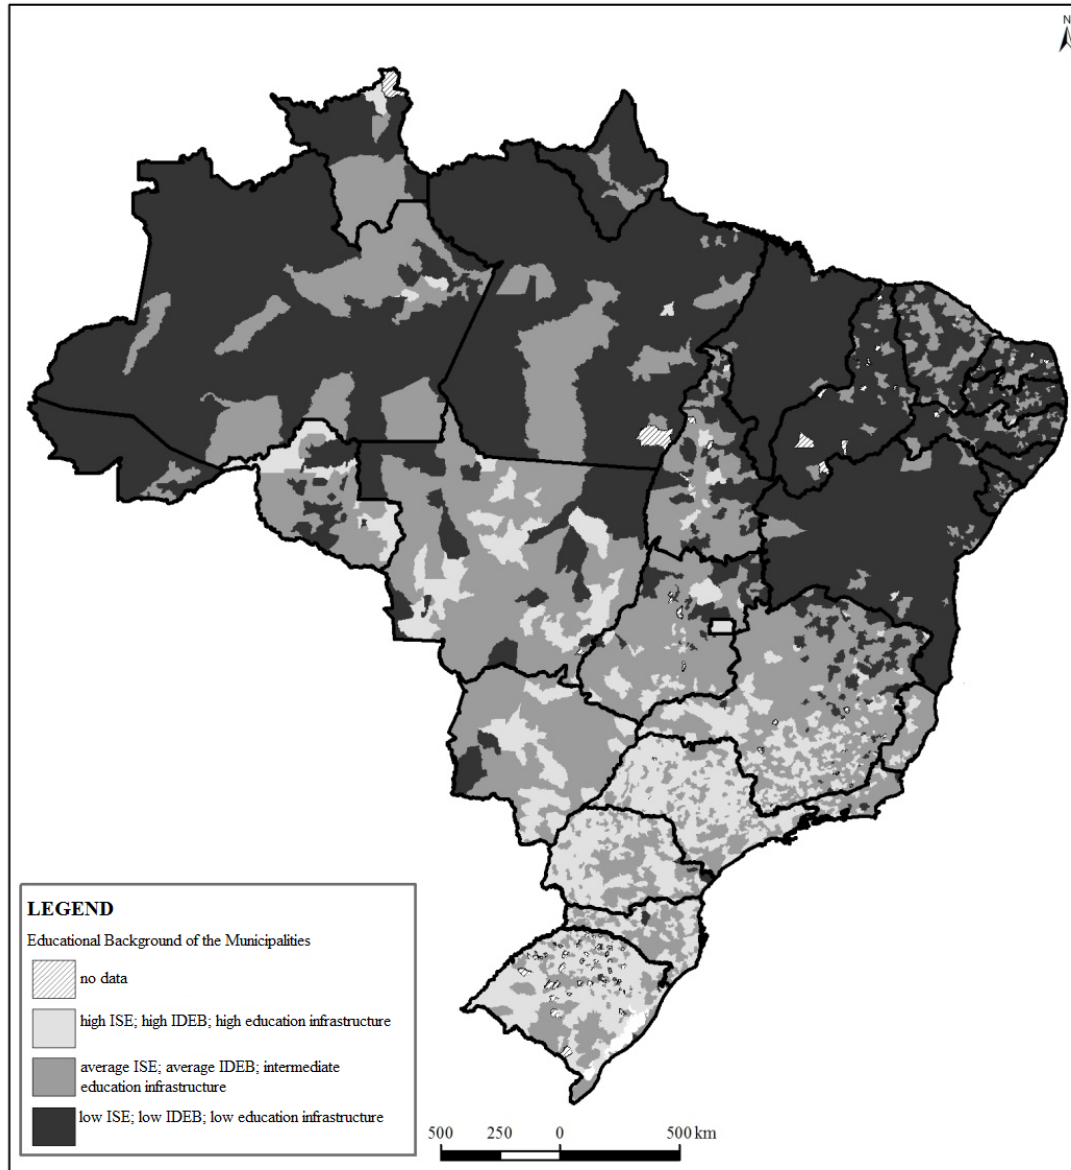 N
LEGEND
Educational Background of the Municipalities
no data
high ISE; high IDEB; high education infrastructure
average ISE; average IDEB; intermediate
education infrastructure
low ISE; low IDEB; low education infrastructure
500 250 0 500 km